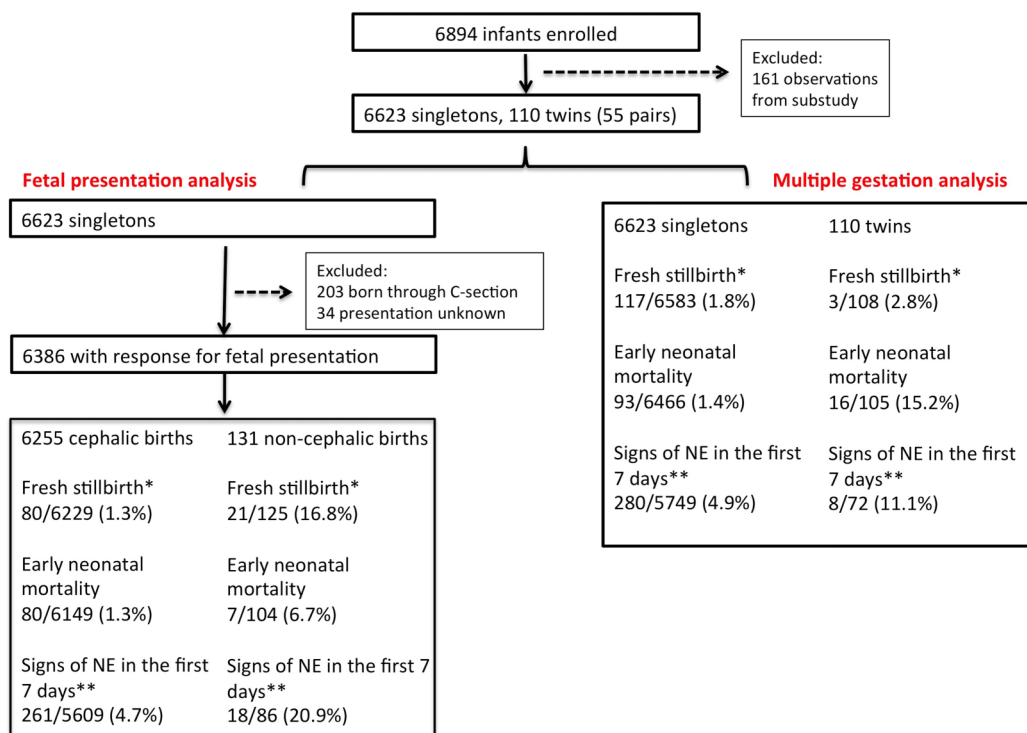 6894 infants enrolled
Excluded:
161 observations
from substudy
6623 singletons, 110 twins (55 pairs)
Fetal presentation analysis
6623 singletons
Excluded:
203 born through C-section
34 presentation unknown
6386 with response for fetal presentation
6255 cephalic births
Fresh stillbirth*
80/6229 (1.3%)
Early neonatal
mortality
80/6149 (1.3%)
Signs of NE in the first
7 days**
261/5609 (4.7%)
131 non-cephalic births
Fresh stillbirth*
21/125 (16.8%)
Early neonatal
mortality
7/104 (6.7%)
Signs of NE in the first 7
days**
18/86 (20.9%)
Multiple gestation analysis
6623 singletons
Fresh stillbirth*
117/6583 (1.8%)
Early neonatal
mortality
93/6466 (1.4%)
Signs of NE in the first
7 days**
280/5749 (4.9%)
110 twins
Fresh stillbirth*
3/108 (2.8%)
Early neonatal
mortality
16/105 (15.2%)
Signs of NE in the first
7 days**
8/72 (11.1%)